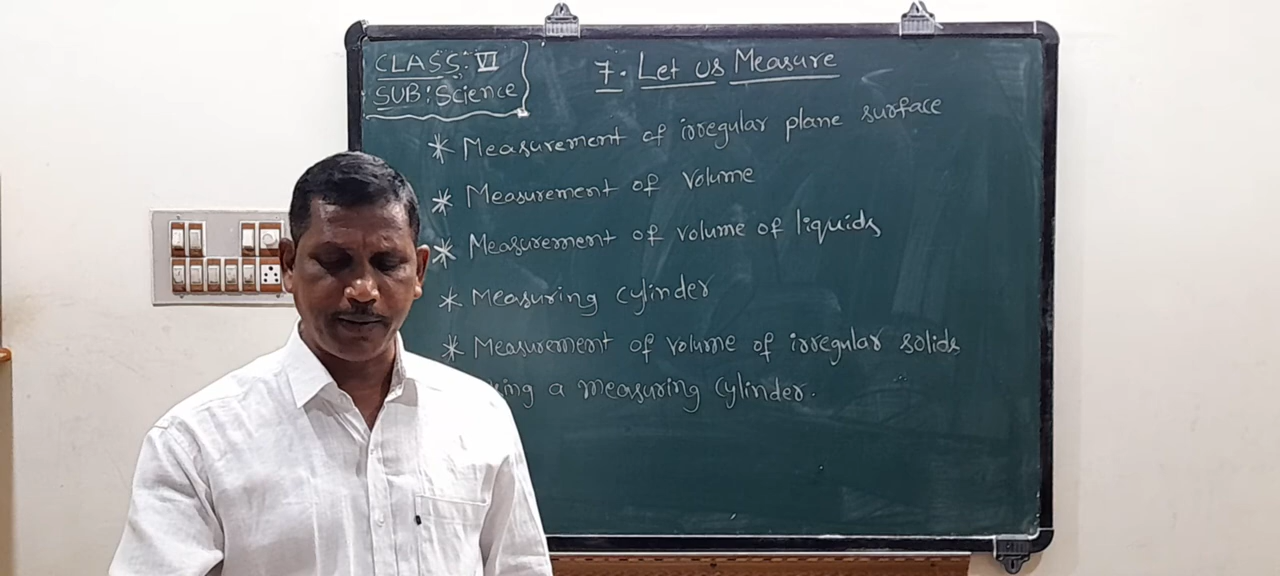 CLASS: VI
SUB: Science
7. Let us Measure
* Measurement of irregular plane surface
* Measurement of Volume
* Measurement of volume of liquids
* Measuring cylinder
* Measurement of volume of irregular solids
a measuring cylinder.